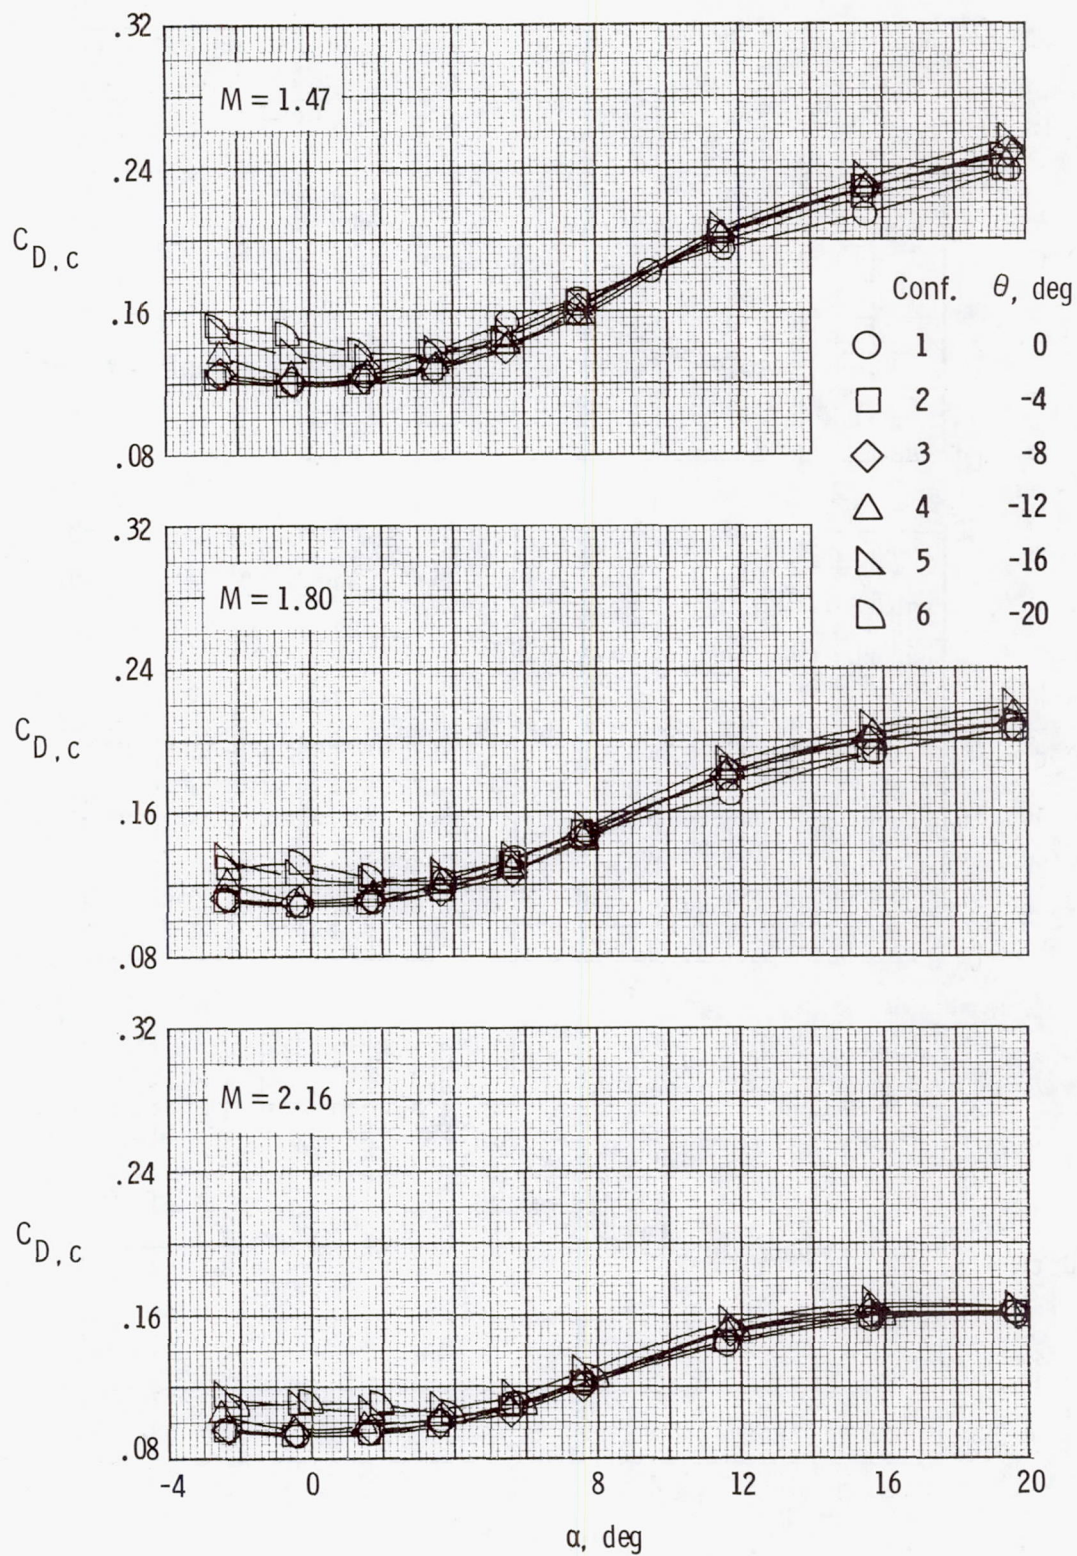 .32
M = 1.47
.24
C_D,c
.16
.08
Conf. θ, deg
1 0
2 -4
3 -8
4 -12
5 -16
6 -20
.32
M = 1.80
.24
C_D,c
.16
.08
.32
M = 2.16
.24
C_D,c
.16
.08
-4 0 8 12 16 20
α, deg